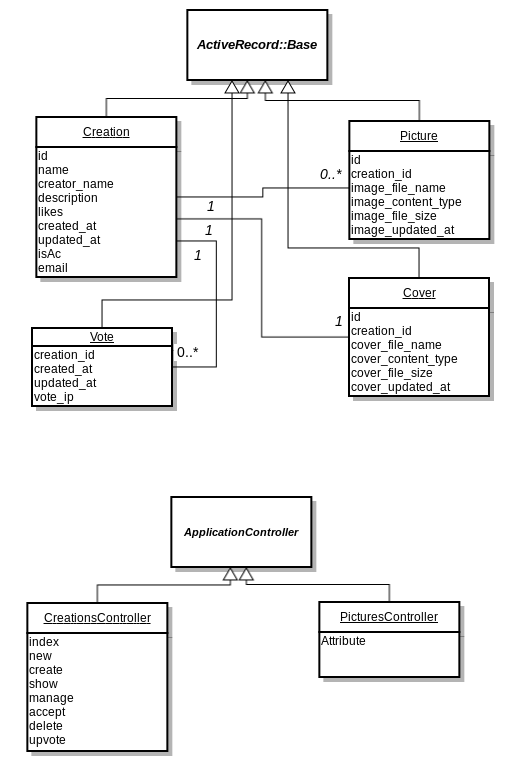 ActiveRecord::Base
Creation
id
name
creator_name
description
likes
created_at
updated_at
isAc
email
Picture
id
creation_id
image_file_name
image_content_type
image_file_size
image_updated_at
0..*
1
1
1
Cover
id
creation_id
cover_file_name
cover_content_type
cover_file_size
cover_updated_at
1
Vote
creation_id
created_at
updated_at
vote_ip
0..*
ApplicationController
CreationsController
index
new
create
show
manage
accept
delete
upvote
PicturesController
Attribute